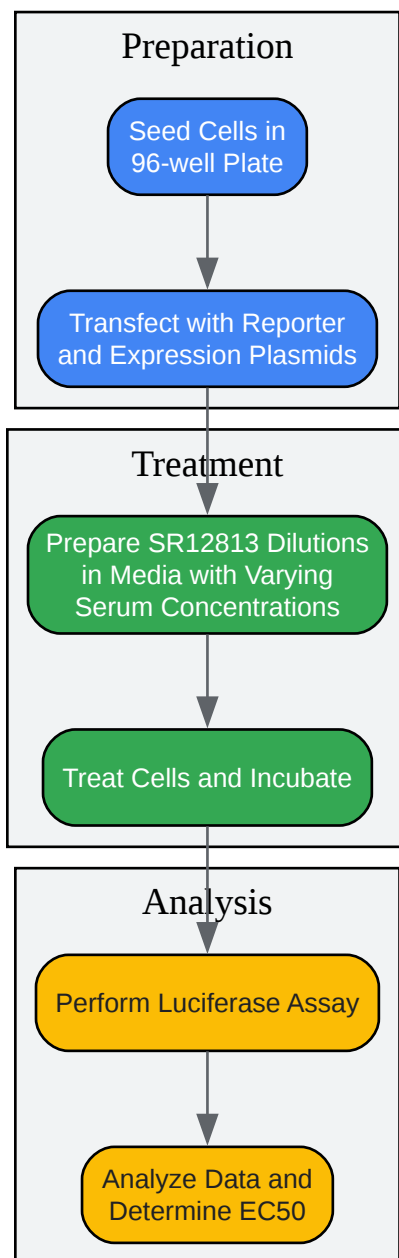 Preparation
Seed Cells in
96-well Plate
Transfect with Reporter
and Expression Plasmids
Treatment
Prepare SR12813 Dilutions
in Media with Varying
Serum Concentrations
Treat Cells and Incubate
Analysis
Perform Luciferase Assay
Analyze Data and
Determine EC50